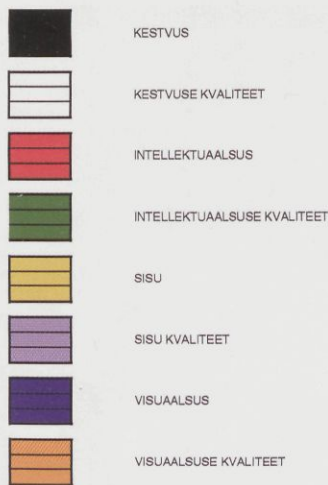 KESTVUS
KESTVUSE KVALITEET
INTELLEKTUAALSUS
INTELLEKTUAALSUSE KVALITEET
SISU
SISU KVALITEET
VISUAALSUS
VISUAALSUSE KVALITEET